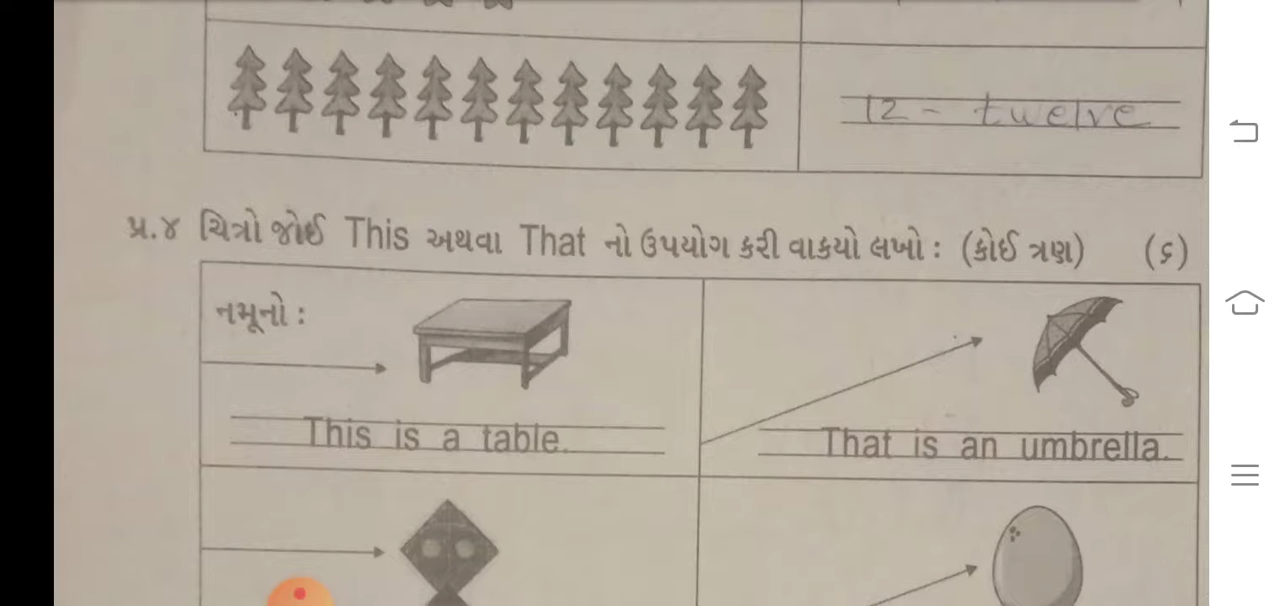 12 - twelve
પ્ર.૪ ચિત્રો જોઈ This અથવા That નો ઉપયોગ કરી વાકયો લખો : (કોઈ ત્રણ) (૬)
નમૂનો :
This is a table.
That is an umbrella.